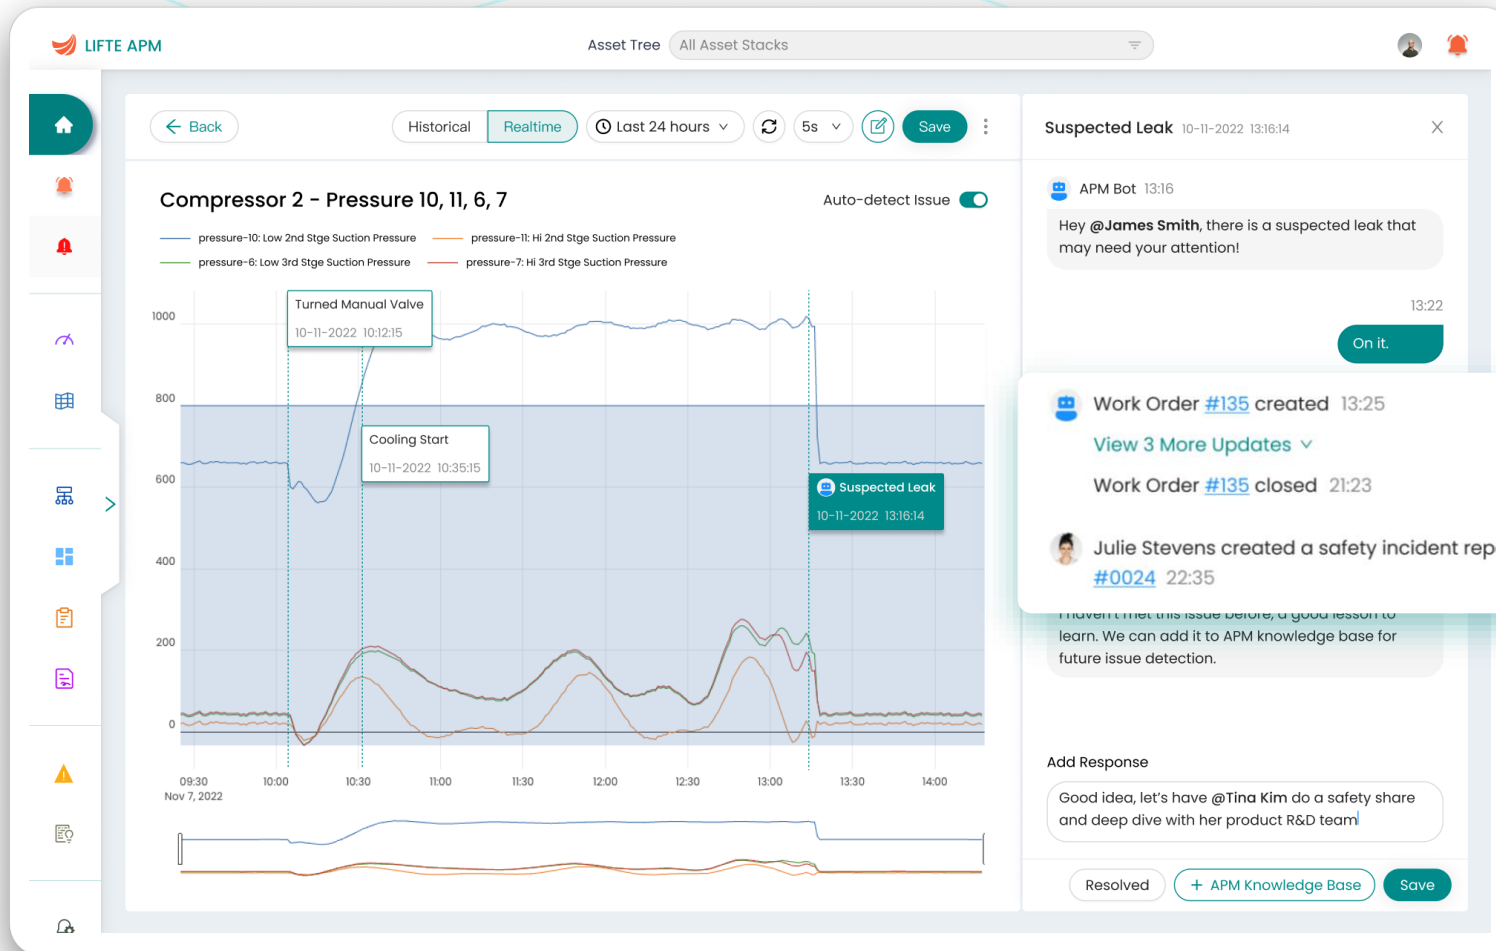 LIFTE APM
Asset Tree
All Asset Stacks
Back
Historical
Realtime
Last 24 hours
5s
Save
Compressor 2 - Pressure 10, 11, 6, 7
Auto-detect Issue
pressure-10: Low 2nd Stge Suction Pressure
pressure-11: Hi 2nd Stge Suction Pressure
pressure-6: Low 3rd Stge Suction Pressure
pressure-7: Hi 3rd Stge Suction Pressure
1000
800
600
400
200
0
Turned Manual Valve
10-11-2022 10:12:15
Cooling Start
10-11-2022 10:35:15
Suspected Leak
10-11-2022 13:16:14
09:30
Nov 7, 2022
10:00
10:30
11:00
11:30
12:00
12:30
13:00
13:30
14:00
Suspected Leak 10-11-2022 13:16:14
X
APM Bot 13:16
Hey @James Smith, there is a suspected leak that
may need your attention!
13:22
On it.
Work Order #135 created 13:25
View 3 More Updates
Work Order #135 closed 21:23
Julie Stevens created a safety incident rep
#0024 22:35
I haven't met this issue before, a good lesson to
learn. We can add it to APM knowledge base for
future issue detection.
Add Response
Good idea, let's have @Tina Kim do a safety share
and deep dive with her product R&D team
Resolved
+ APM Knowledge Base
Save